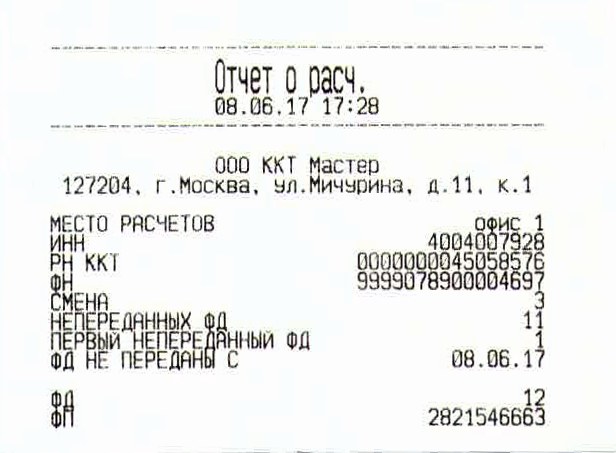 Отчет о расч.
08.06.17 17:28
ООО ККТ Мастер
127204, г.Москва, ул.Мичурина, д.11, к.1
МЕСТО РАСЧЕТОВ офис 1
ИНН 4004007928
РН ККТ 0000000045058576
ФН 9999078900004697
СМЕНА 3
НЕПЕРЕДАННЫХ ФД 11
ПЕРВЫЙ НЕПЕРЕДАННЫЙ ФД 1
ФД НЕ ПЕРЕДАНЫ С 08.06.17
ФД 12
ФП 2821546663